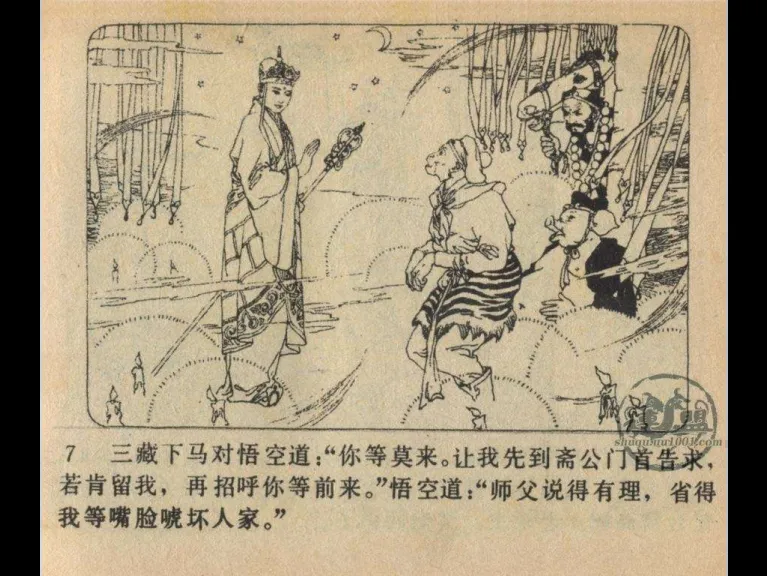 7 三藏下马对悟空道：“你等莫来。让我先到斋公门首告求，
若肯留我，再招呼你等前来。”悟空道：“师父说得有理，省得
我等嘴脸唬坏人家。”
shuquwu1001.com